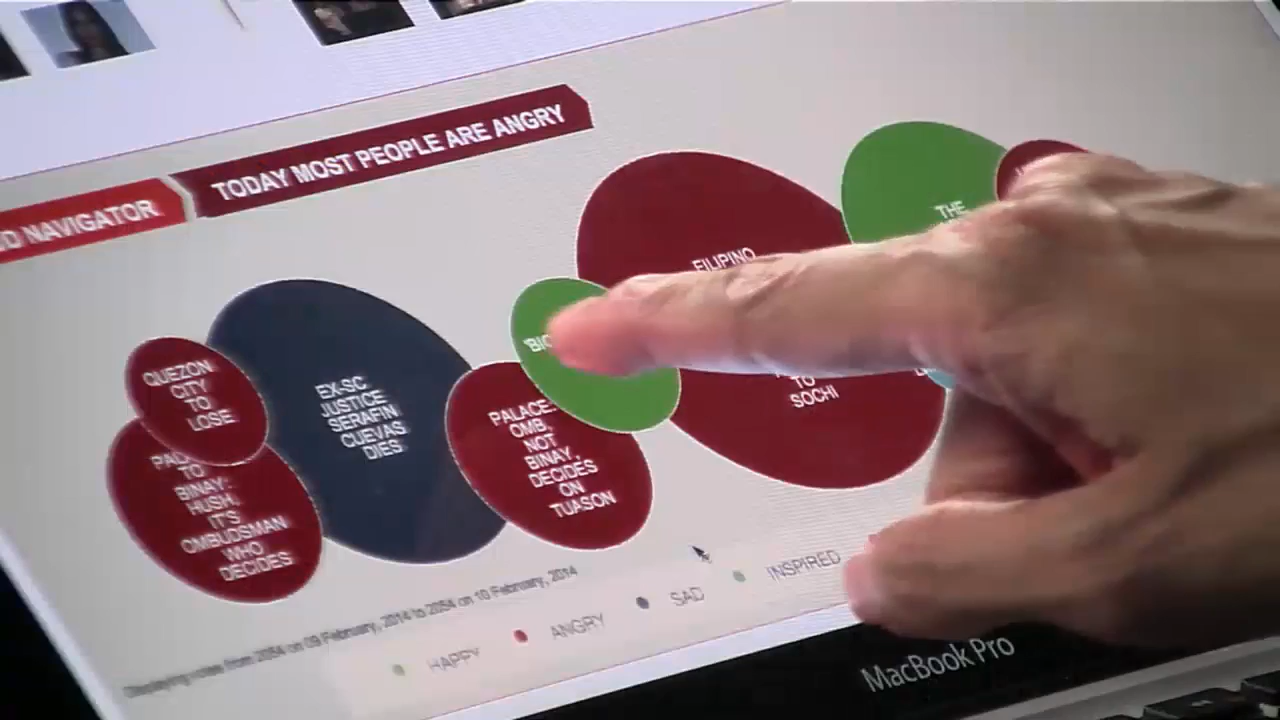 D NAVIGATOR
TODAY MOST PEOPLE ARE ANGRY
QUEZON
CITY
TO
LOSE
TO
BINAY:
HUSH,
IT'S
OMBUDSMAN
WHO
DECIDES
EX-SC
JUSTICE
SERAFIN
CUEVAS
DIES
PALACE:
OMB,
NOT
BINAY,
DECIDES
ON
TUASON
FILIPINO
TO
SOCHI
THE
from 2054 on 09 February, 2014 to 2054 on 10 February, 2014
HAPPY
ANGRY
SAD
INSPIRED
MacBook Pro